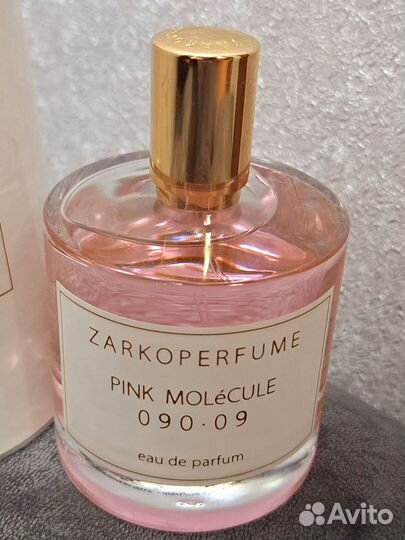 ZARKOPERFUME
PINK MOLéCULE
090·09
eau de parfum
Avito